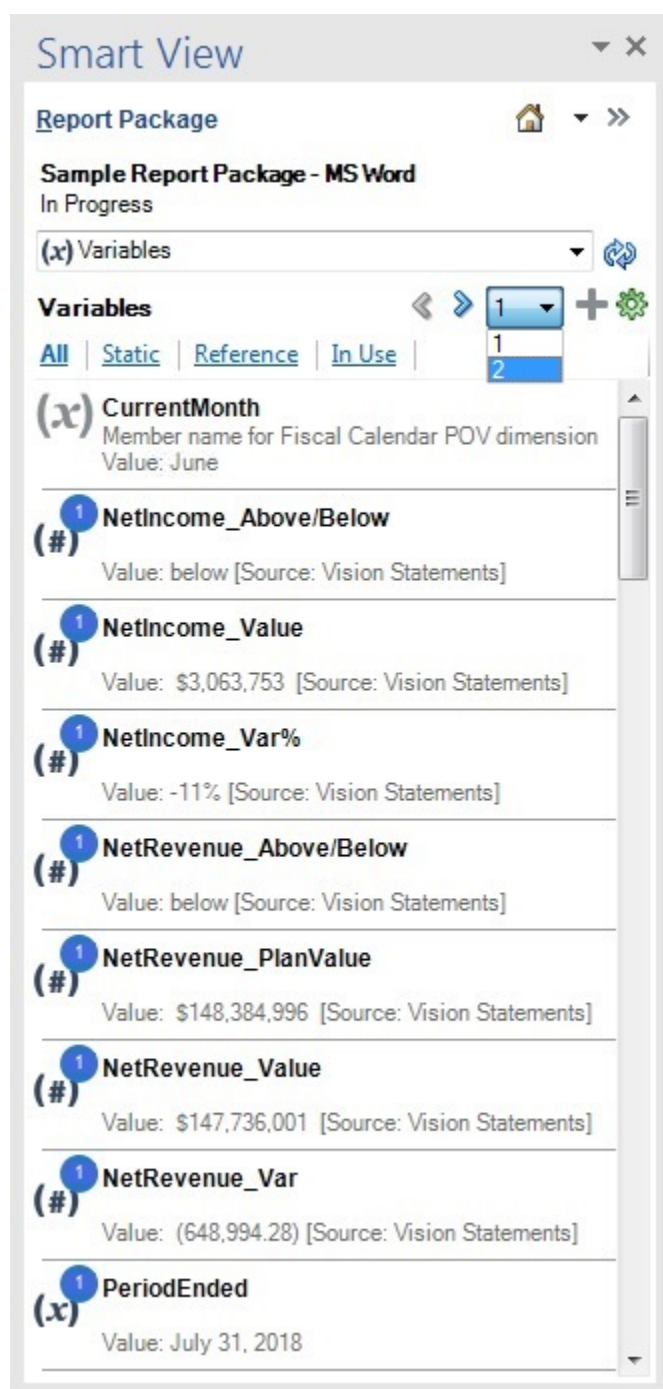 Smart View
Report Package
Sample Report Package - MS Word
In Progress
(x) Variables
Variables
1
1
2
All | Static | Reference | In Use |
(x) CurrentMonth
Member name for Fiscal Calendar POV dimension
Value: June
(#) 1 NetIncome_Above/Below
Value: below [Source: Vision Statements]
(#) 1 NetIncome_Value
Value: $3,063,753 [Source: Vision Statements]
(#) 1 NetIncome_Var%
Value: -11% [Source: Vision Statements]
(#) 1 NetRevenue_Above/Below
Value: below [Source: Vision Statements]
(#) 1 NetRevenue_PlanValue
Value: $148,384,996 [Source: Vision Statements]
(#) 1 NetRevenue_Value
Value: $147,736,001 [Source: Vision Statements]
(#) 1 NetRevenue_Var
Value: (648,994.28) [Source: Vision Statements]
(x) 1 PeriodEnded
Value: July 31, 2018